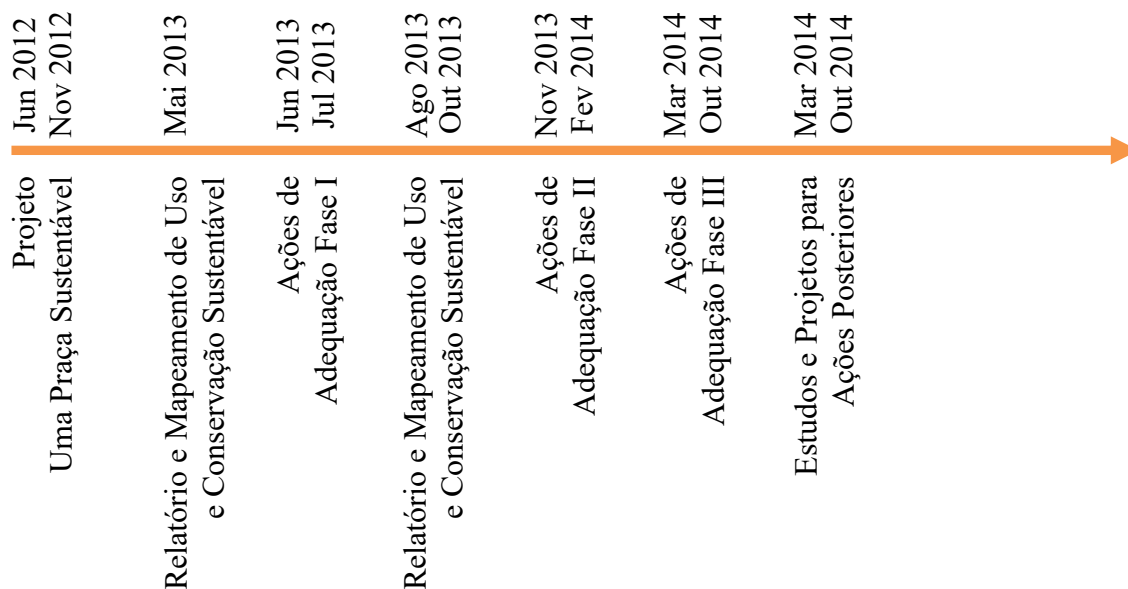 Jun 2012
Nov 2012
Projeto
Uma Praça Sustentável
Mai 2013
Relatório e Mapeamento de Uso
e Conservação Sustentável
Jun 2013
Jul 2013
Ações de
Adequação Fase I
Ago 2013
Out 2013
Relatório e Mapeamento de Uso
e Conservação Sustentável
Nov 2013
Fev 2014
Ações de
Adequação Fase II
Mar 2014
Out 2014
Ações de
Adequação Fase III
Mar 2014
Out 2014
Estudos e Projetos para
Ações Posteriores